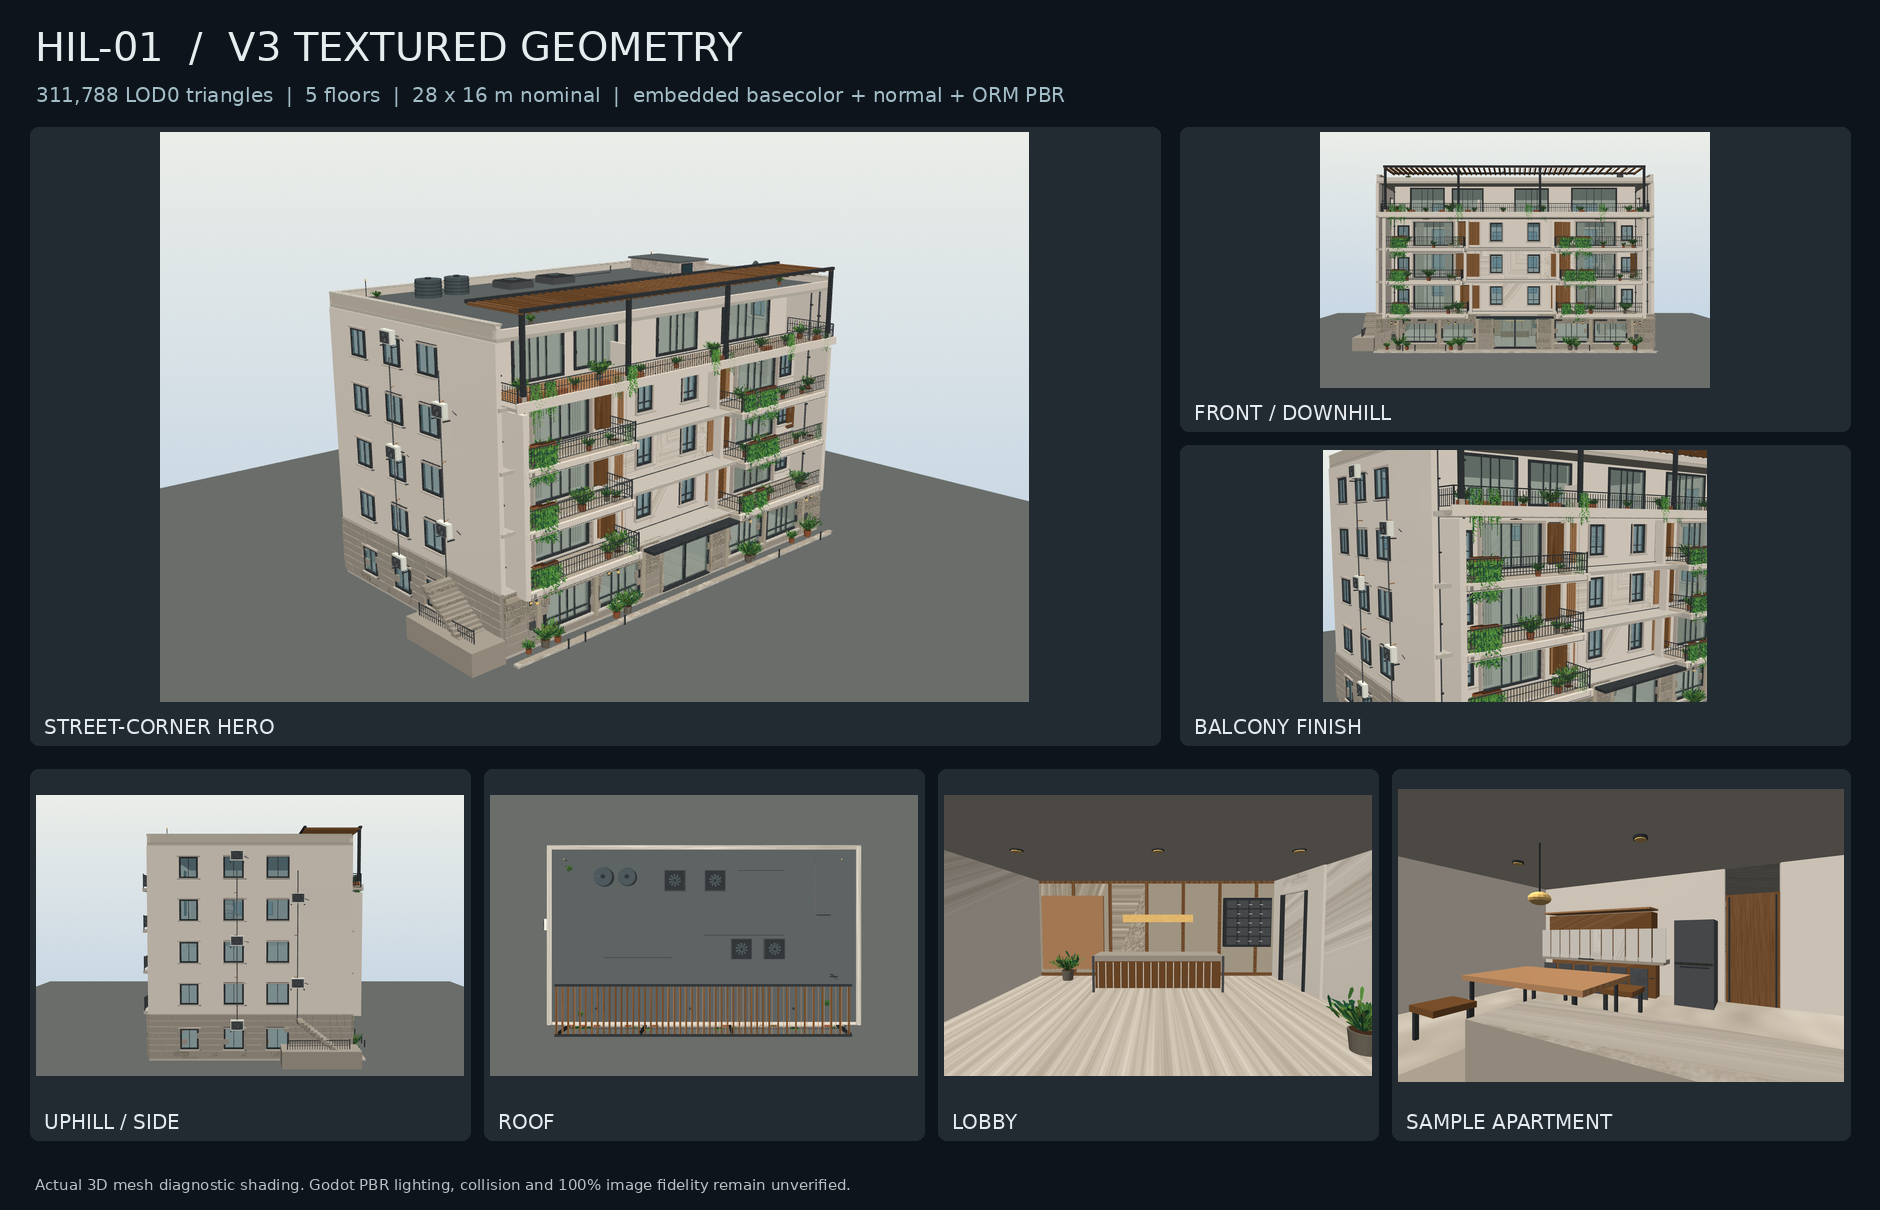 HIL-01 / V3 TEXTURED GEOMETRY
311,788 LOD0 triangles | 5 floors | 28 x 16 m nominal | embedded basecolor + normal + ORM PBR
STREET-CORNER HERO
FRONT / DOWNHILL
BALCONY FINISH
UPHILL / SIDE
ROOF
LOBBY
SAMPLE APARTMENT
Actual 3D mesh diagnostic shading. Godot PBR lighting, collision and 100% image fidelity remain unverified.